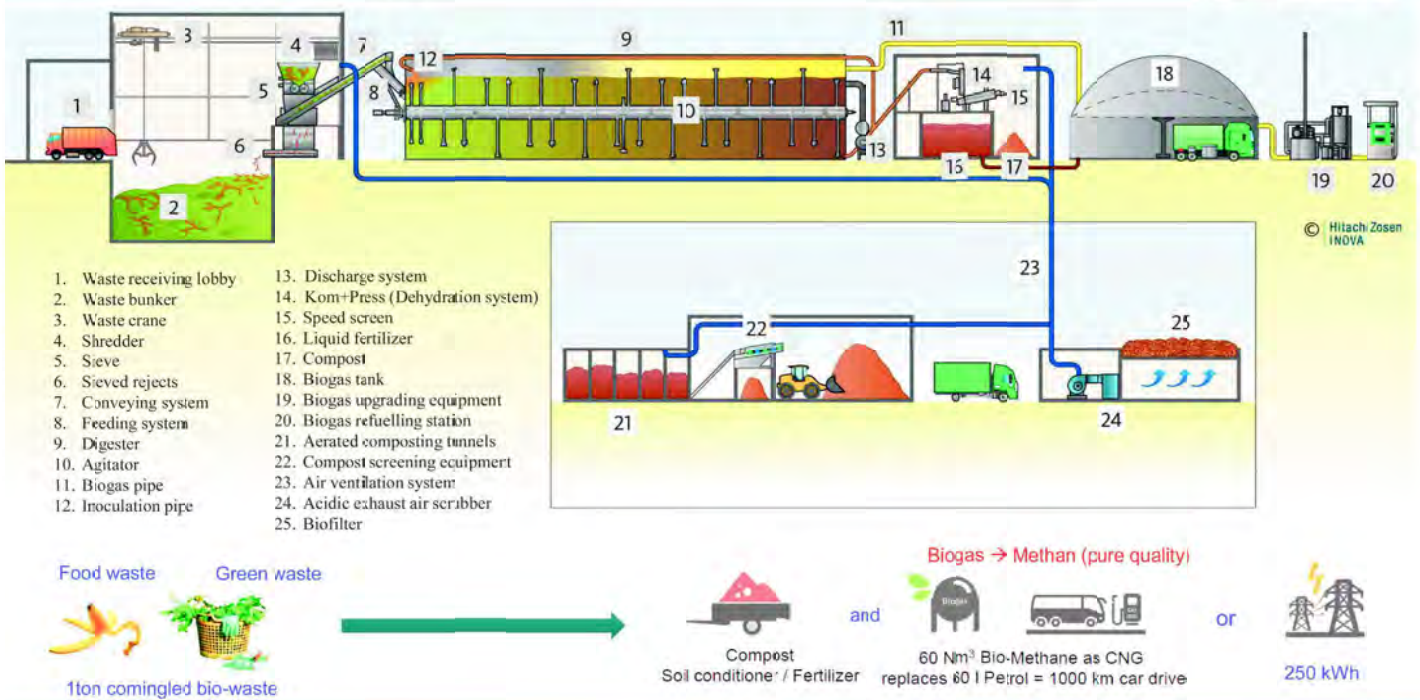 9
11
3
4
7
12
14
18
1
5
8
10
15
6
13
16
17
19
20
2
© Hitachi Zosen
INOVA
23
22
25
21
24
1. Waste receiving lobby
2. Waste bunker
3. Waste crane
4. Shredder
5. Sieve
6. Sieved rejects
7. Conveying system
8. Feeding system
9. Digester
10. Agitator
11. Biogas pipe
12. Inoculation pipe
13. Discharge system
14. Kom+Press (Dehydration system)
15. Speed screen
16. Liquid fertilizer
17. Compost
18. Biogas tank
19. Biogas upgrading equipment
20. Biogas refuelling station
21. Aerated composting tunnels
22. Compost screening equipment
23. Air ventilation system
24. Acidic exhaust air scrubber
25. Biofilter
Food waste
Green waste
1ton comingled bio-waste
Compost
Soil conditioner / Fertilizer
and
Biogas → Methan (pure quality)
Biogas
60 Nm³ Bio-Methane as CNG
replaces 60 l Petrol = 1000 km car drive
or
250 kWh